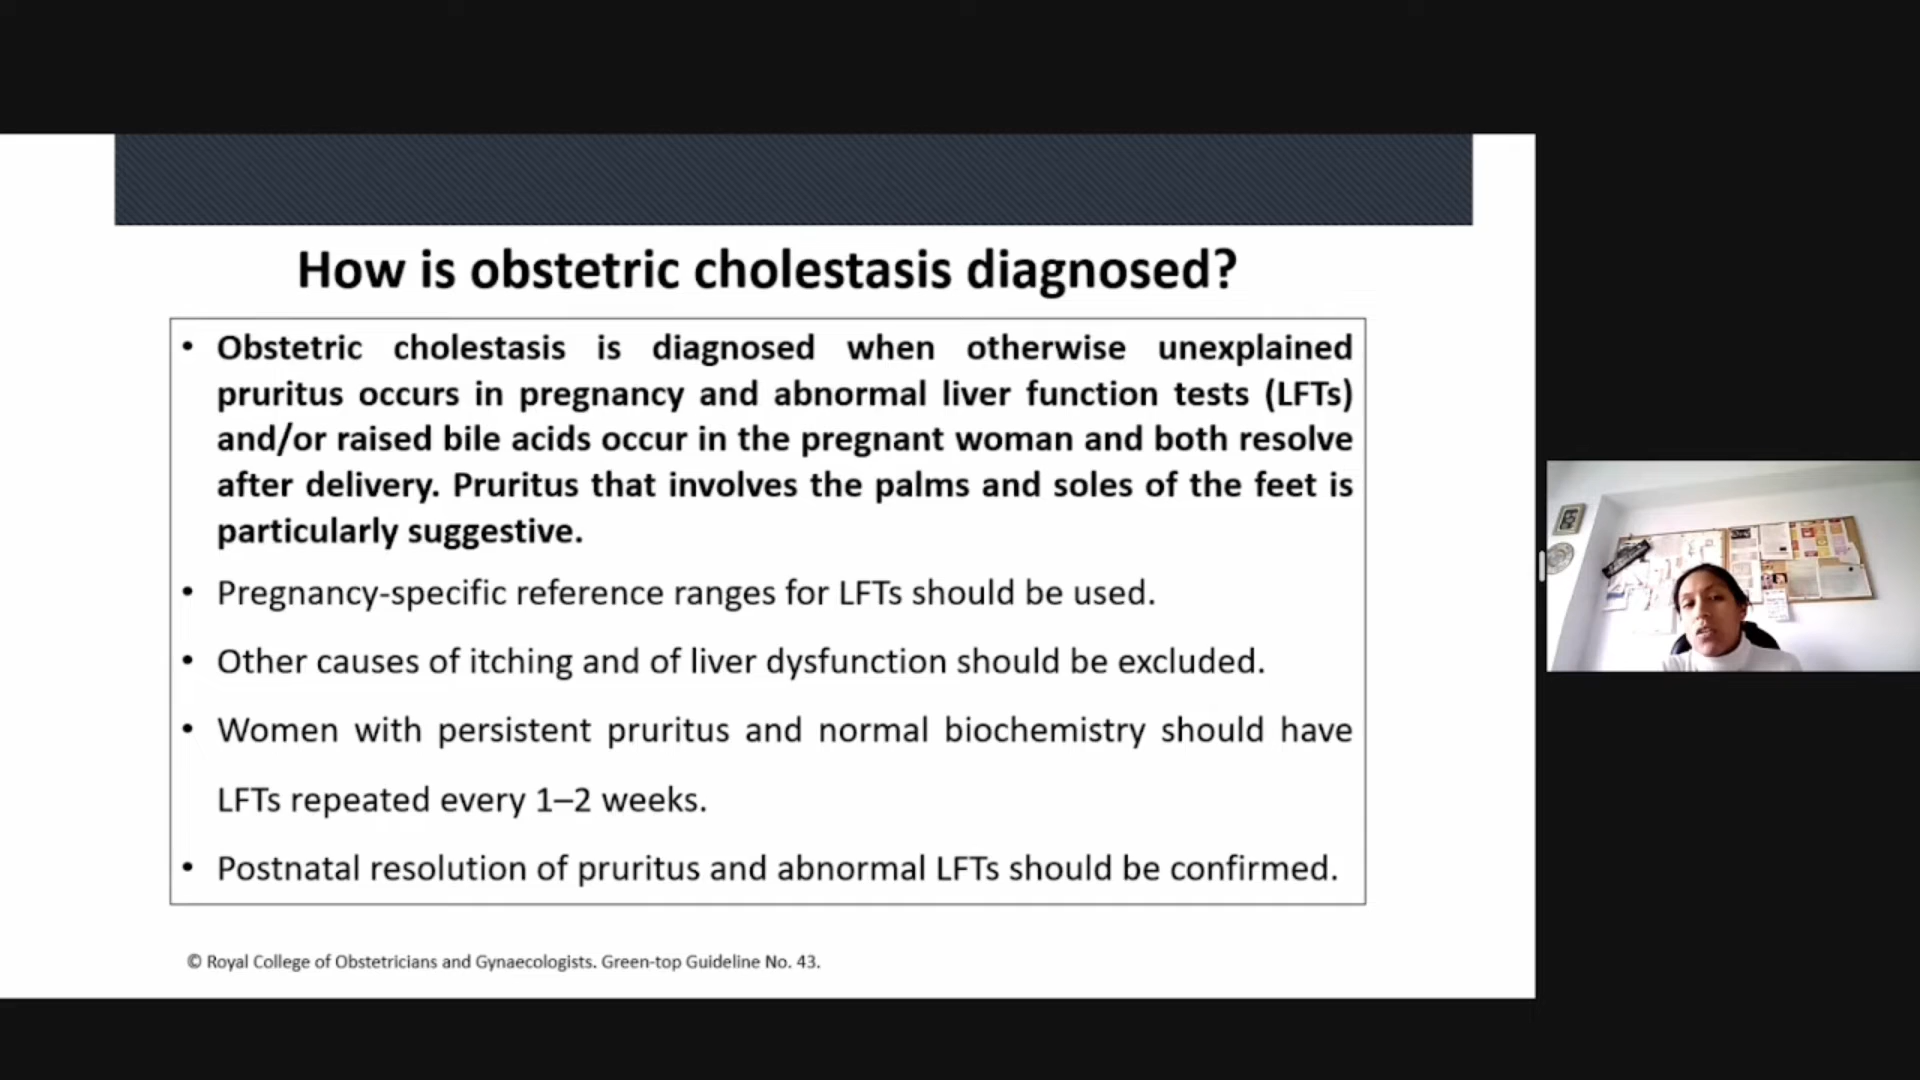 How is obstetric cholestasis diagnosed?
• Obstetric cholestasis is diagnosed when otherwise unexplained
pruritus occurs in pregnancy and abnormal liver function tests (LFTs)
and/or raised bile acids occur in the pregnant woman and both resolve
after delivery. Pruritus that involves the palms and soles of the feet is
particularly suggestive.
• Pregnancy-specific reference ranges for LFTs should be used.
• Other causes of itching and of liver dysfunction should be excluded.
• Women with persistent pruritus and normal biochemistry should have
LFTs repeated every 1–2 weeks.
• Postnatal resolution of pruritus and abnormal LFTs should be confirmed.
© Royal College of Obstetricians and Gynaecologists. Green-top Guideline No. 43.